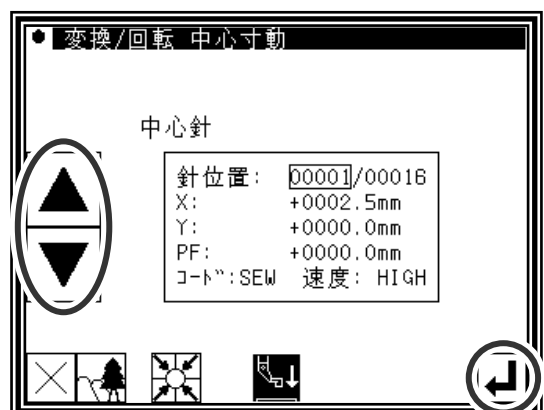 変換/回転 中心寸動
中心針
針位置: 00001/00016
X: +0002.5mm
Y: +0000.0mm
PF: +0000.0mm
コード:SEW 速度: HIGH